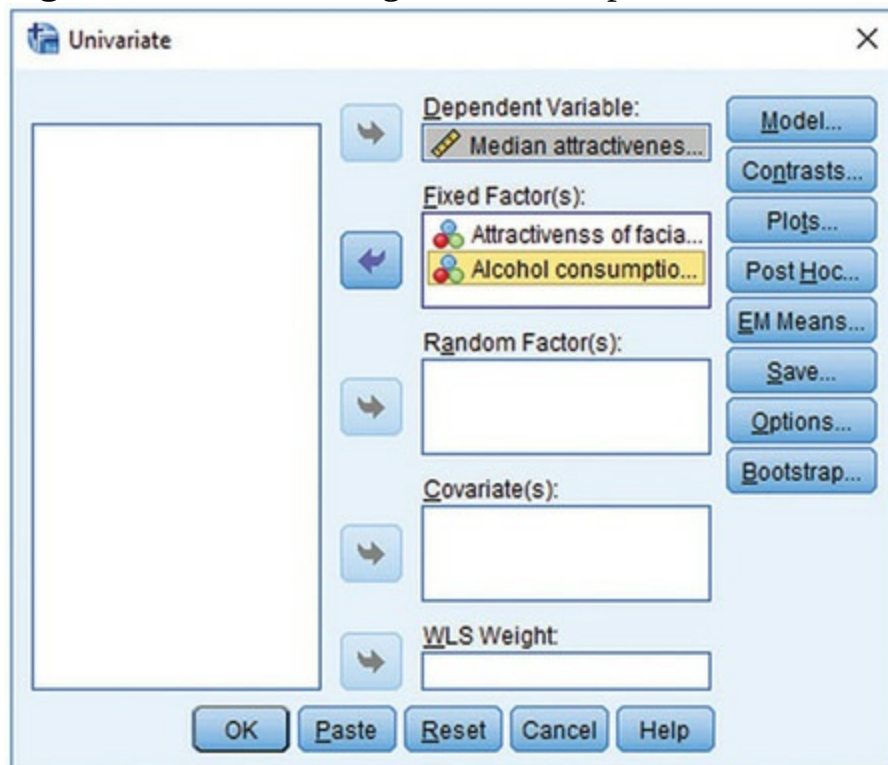 Univariate
Dependent Variable:
Median attractivenes...
Fixed Factor(s):
Attractivenss of facia...
Alcohol consumptio...
Random Factor(s):
Covariate(s):
WLS Weight:
Model...
Contrasts...
Plots...
Post Hoc...
EM Means...
Save...
Options...
Bootstrap...
OK Paste Reset Cancel Help